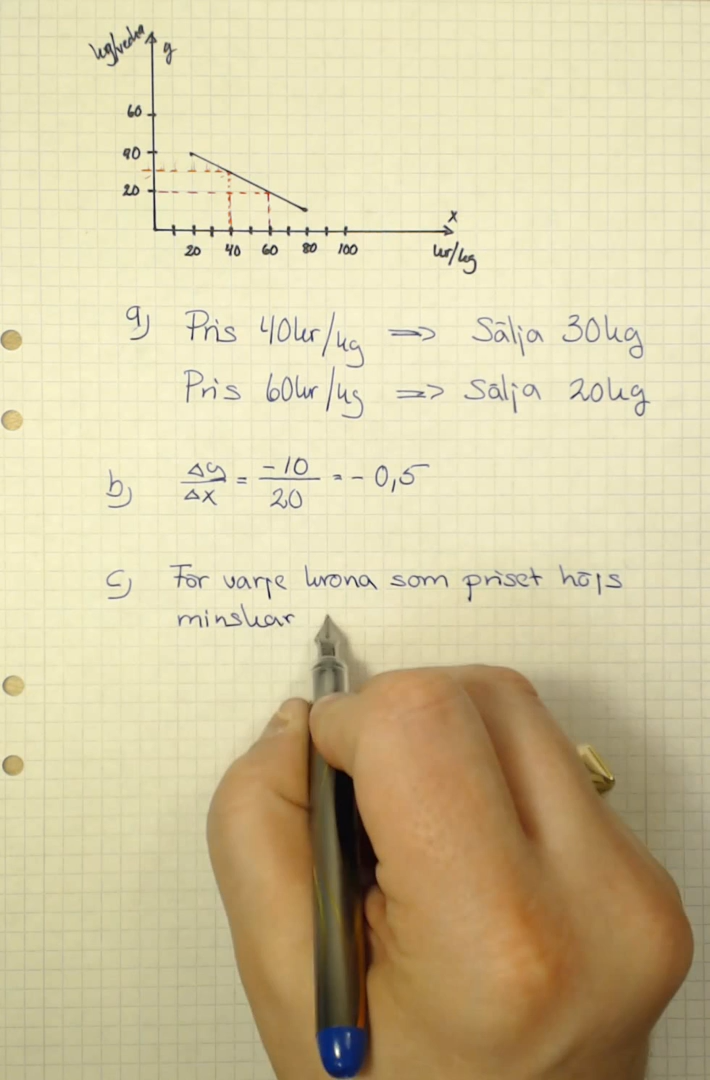 kg/vecka y
60
40
20
x
20 40 60 80 100
kr/kg
a) Pris 40kr/kg => Sälja 30kg
Pris 60kr/kg => Sälja 20kg
b) Δy/Δx = -10/20 = -0,5
c) För varje krona som priset höjs
minskar